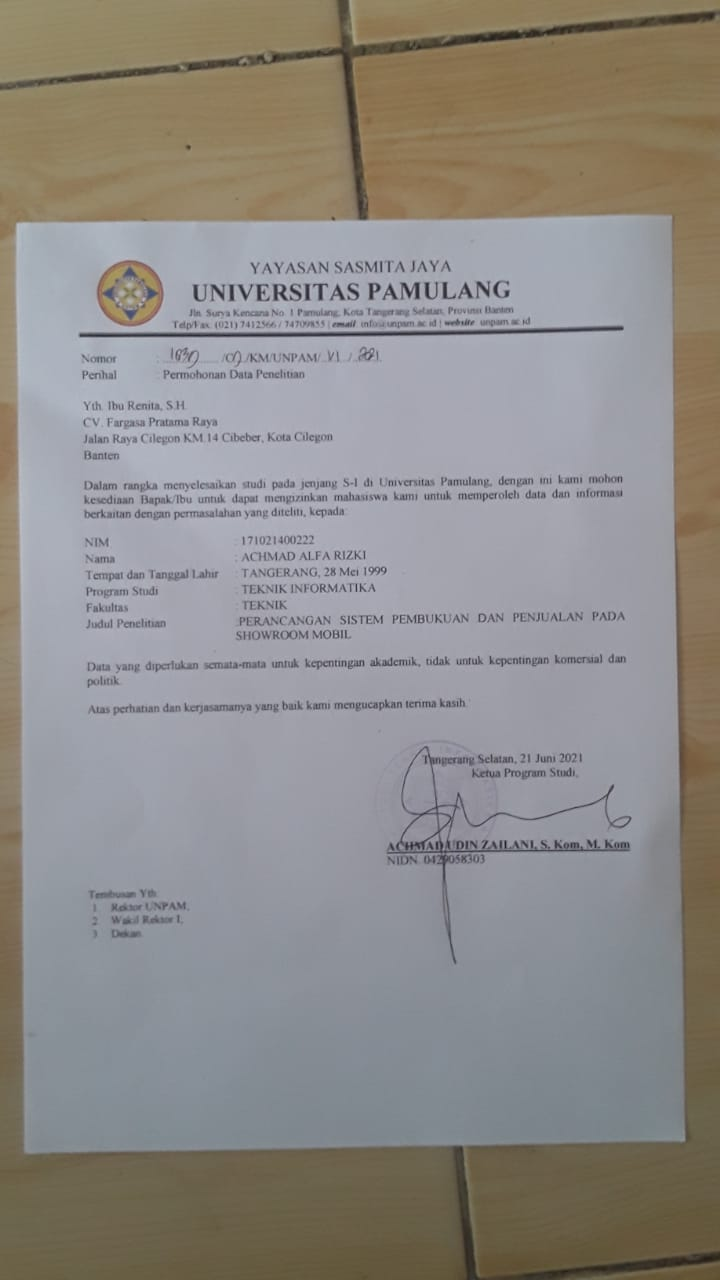 YAYASAN SASMITA JAYA
UNIVERSITAS PAMULANG
Jln. Surya Kencana No. 1 Pamulang, Kota Tangerang Selatan, Provinsi Banten
Telp/Fax. (021) 7412566 / 74709855 | email: info@unpam.ac.id | website: unpam.ac.id
Nomor : 1630 /09/KM/UNPAM/ VI / 2021
Perihal : Permohonan Data Penelitian
Yth. Ibu Renita, S.H.
CV. Fargasa Pratama Raya
Jalan Raya Cilegon KM.14 Cibeber, Kota Cilegon
Banten
Dalam rangka menyelesaikan studi pada jenjang S-1 di Universitas Pamulang, dengan ini kami mohon
kesediaan Bapak/Ibu untuk dapat mengizinkan mahasiswa kami untuk memperoleh data dan informasi
berkaitan dengan permasalahan yang diteliti, kepada:
NIM : 171021400222
Nama : ACHMAD ALFA RIZKI
Tempat dan Tanggal Lahir : TANGERANG, 28 Mei 1999
Program Studi : TEKNIK INFORMATIKA
Fakultas : TEKNIK
Judul Penelitian :PERANCANGAN SISTEM PEMBUKUAN DAN PENJUALAN PADA
SHOWROOM MOBIL
Data yang diperlukan semata-mata untuk kepentingan akademik, tidak untuk kepentingan komersial dan
politik.
Atas perhatian dan kerjasamanya yang baik kami mengucapkan terima kasih.
Tangerang Selatan, 21 Juni 2021
Ketua Program Studi,
ACHMAD UDIN ZAILANI, S. Kom, M. Kom
NIDN. 0429058303
Tembusan Yth:
1. Rektor UNPAM;
2. Wakil Rektor I;
3. Dekan.